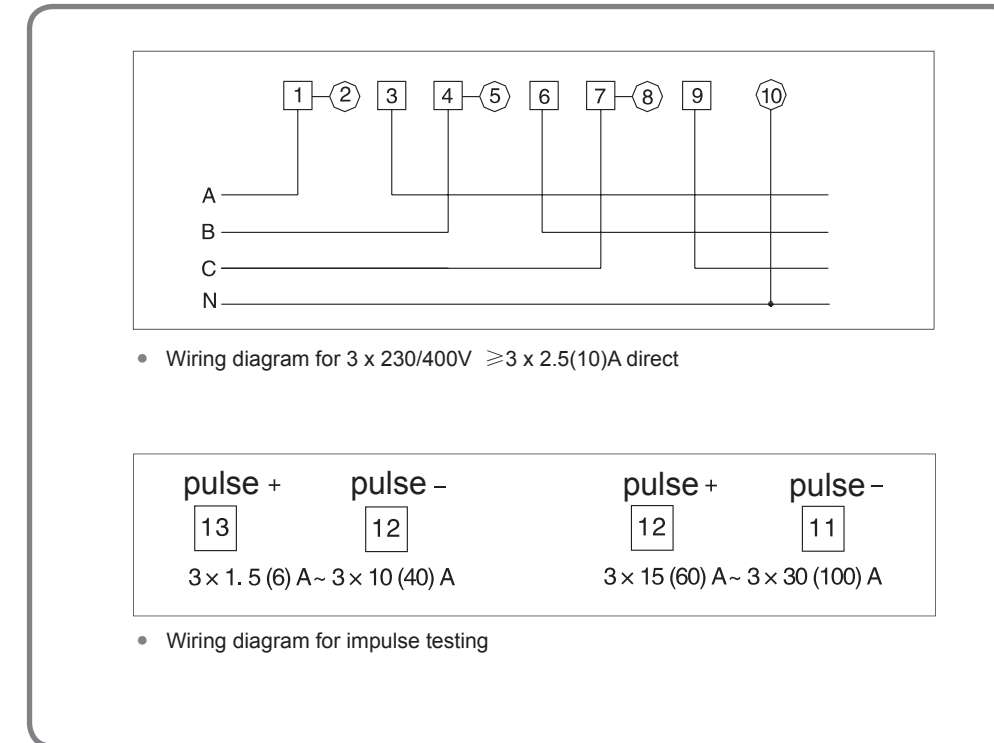 1 2 3 4 5 6 7 8 9 10
A
B
C
N
• Wiring diagram for 3 x 230/400V ≥3 x 2.5(10)A direct
pulse + pulse – pulse + pulse –
13 12 12 11
3 × 1.5 (6) A ~ 3 × 10 (40) A 3 × 15 (60) A ~ 3 × 30 (100) A
• Wiring diagram for impulse testing